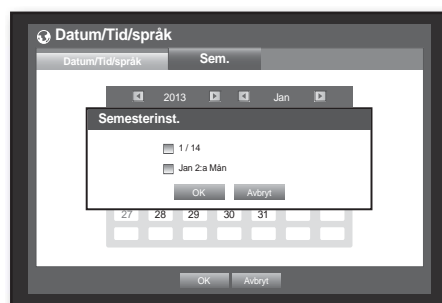 Datum/Tid/språk
Datum/Tid/språk Sem.
2013 Jan
Semesterinst.
1 / 14
Jan 2:a Mån
OK Avbryt
27 28 29 30 31
OK Avbryt